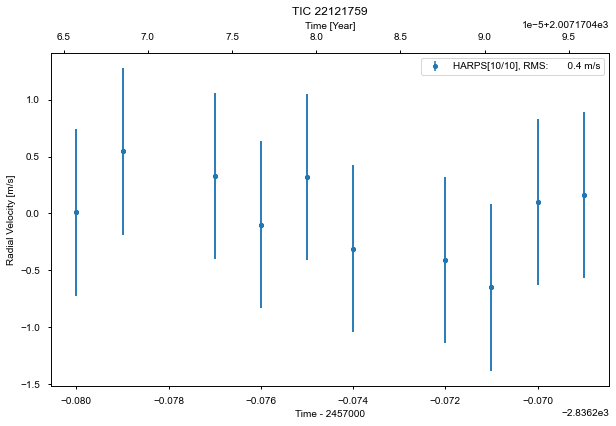 TIC 22121759
Time [Year]
1e−5+2.0071704e3
6.5 7.0 7.5 8.0 8.5 9.0 9.5
HARPS[10/10], RMS: 0.4 m/s
1.0
0.5
0.0
−0.5
−1.0
−1.5
Radial Velocity [m/s]
−0.080 −0.078 −0.076 −0.074 −0.072 −0.070
Time - 2457000
−2.8362e3